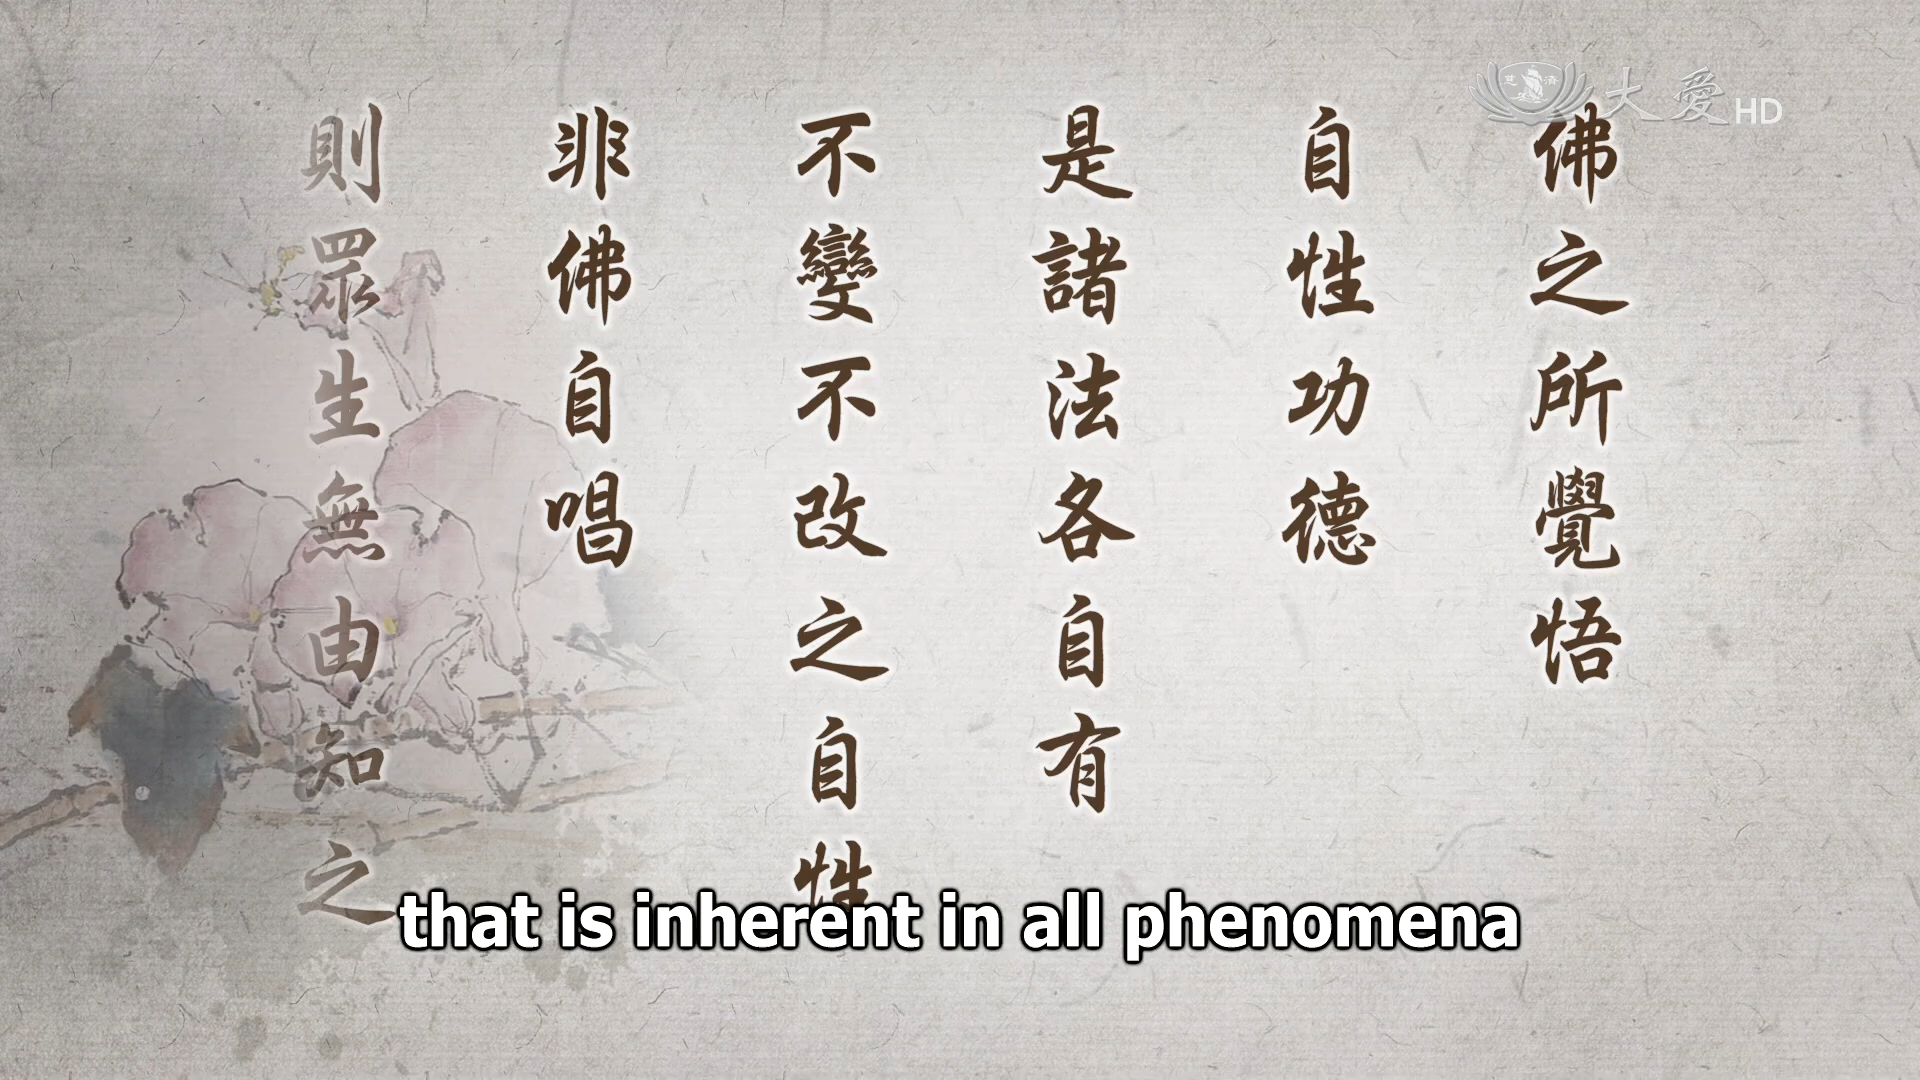 佛之所覺悟
自性功德
是諸法各自有
不變不改之自性
非佛自唱
則眾生無由知之
that is inherent in all phenomena
慈濟
大愛HD